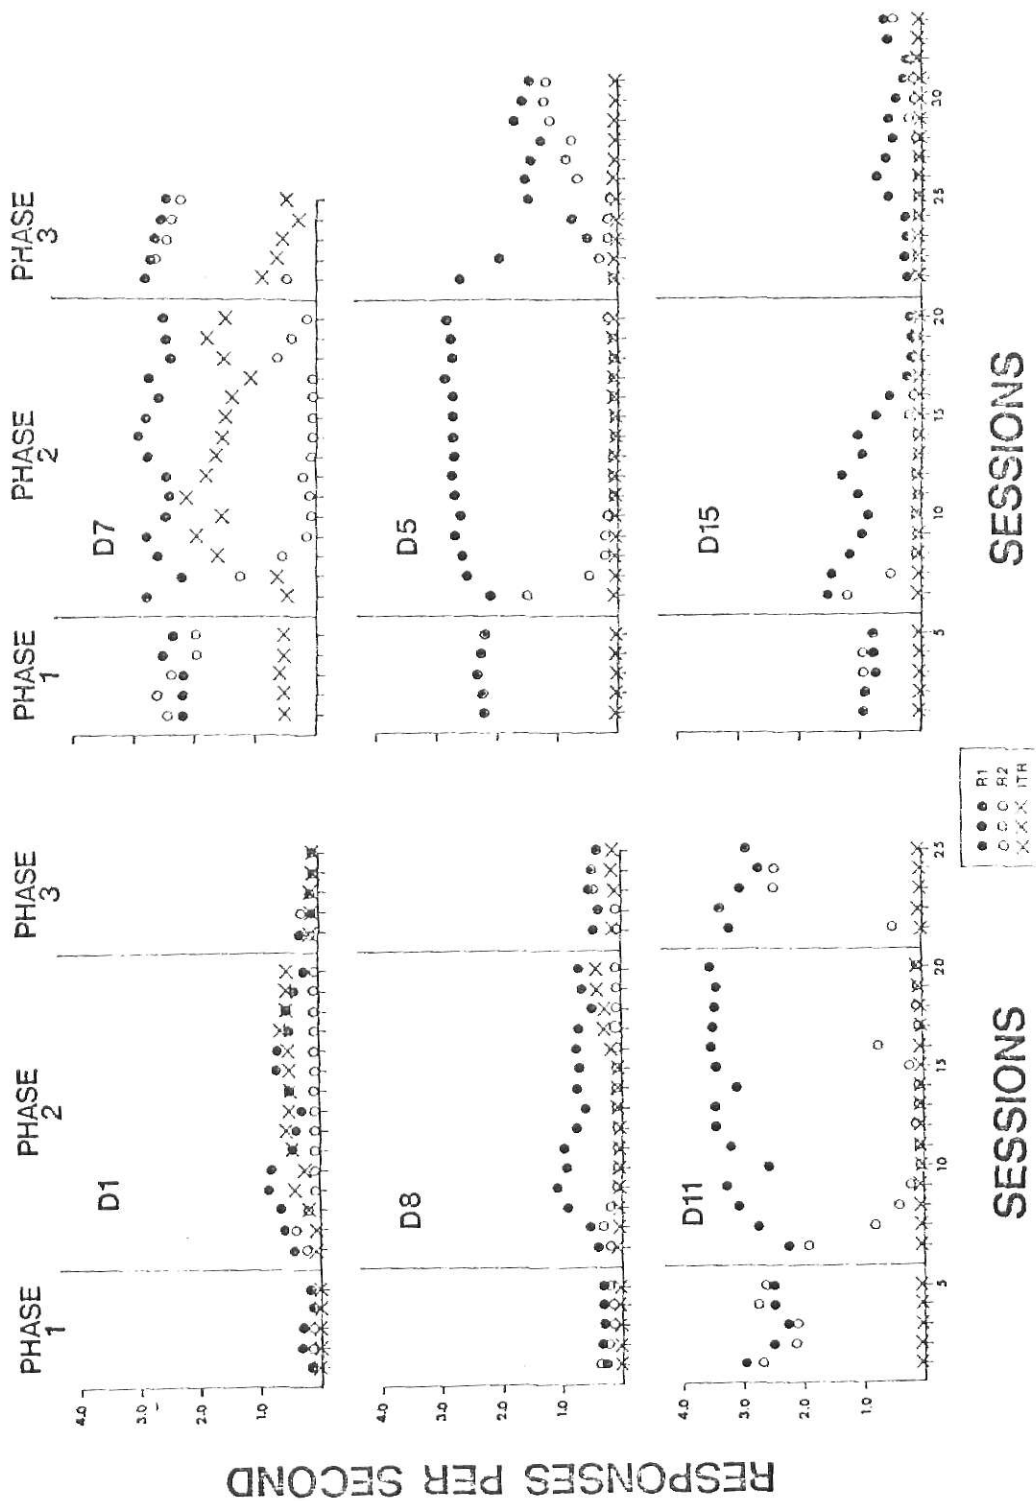 PHASE 1
PHASE 2
PHASE 3
PHASE 1
PHASE 2
PHASE 3
RESPONSES PER SECOND
4.0
3.0
2.0
1.0
D1
D7
4.0
3.0
2.0
1.0
D8
D5
4.0
3.0
2.0
1.0
D11
D15
5 10 15 20 25
5 10 15 20 25 30
SESSIONS
SESSIONS
R1
R2
ITR